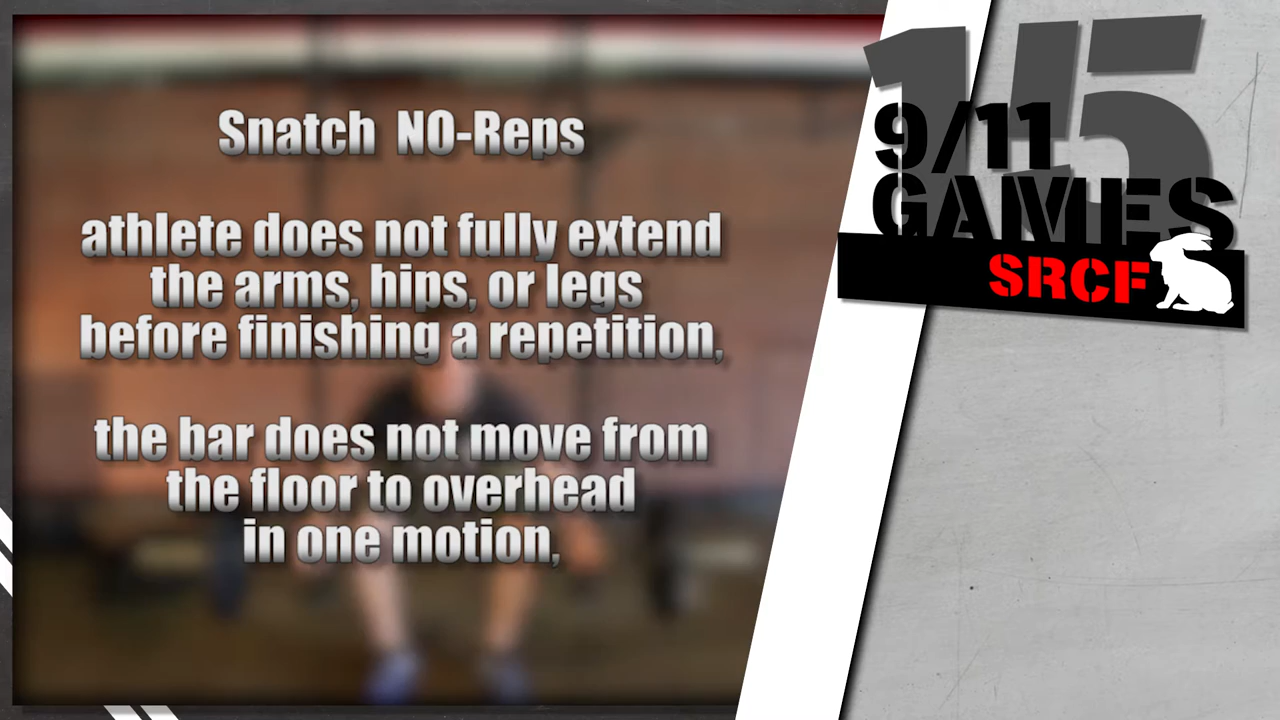 Snatch NO-Reps
athlete does not fully extend
the arms, hips, or legs
before finishing a repetition,
the bar does not move from
the floor to overhead
in one motion,
15
9/11
GAMES
SRCF